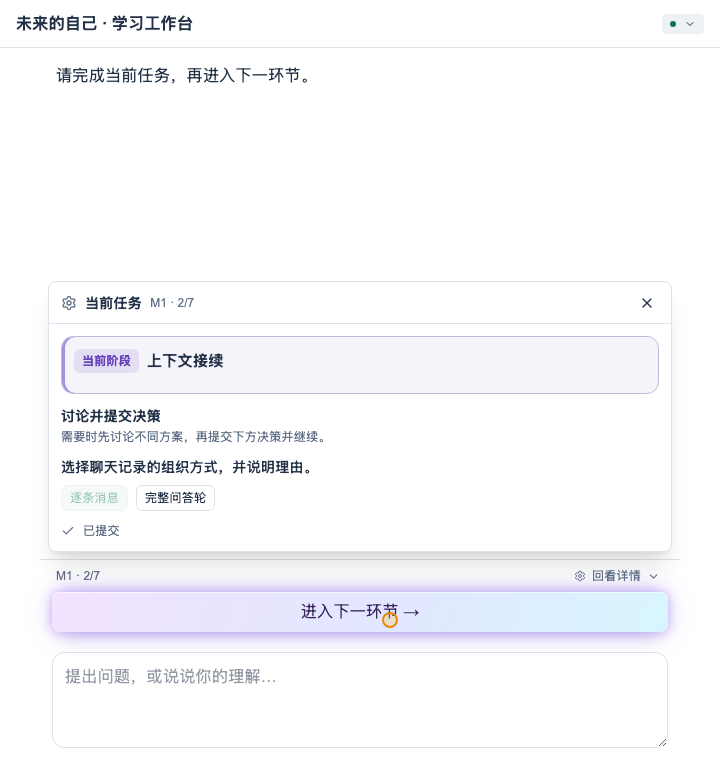 未来的自己 · 学习工作台
请完成当前任务，再进入下一环节。
当前任务 M1 · 2/7
当前阶段 上下文接续
讨论并提交决策
需要时先讨论不同方案，再提交下方决策并继续。
选择聊天记录的组织方式，并说明理由。
逐条消息 完整问答轮
已提交
M1 · 2/7 回看详情
进入下一环节 →
提出问题，或说说你的理解...